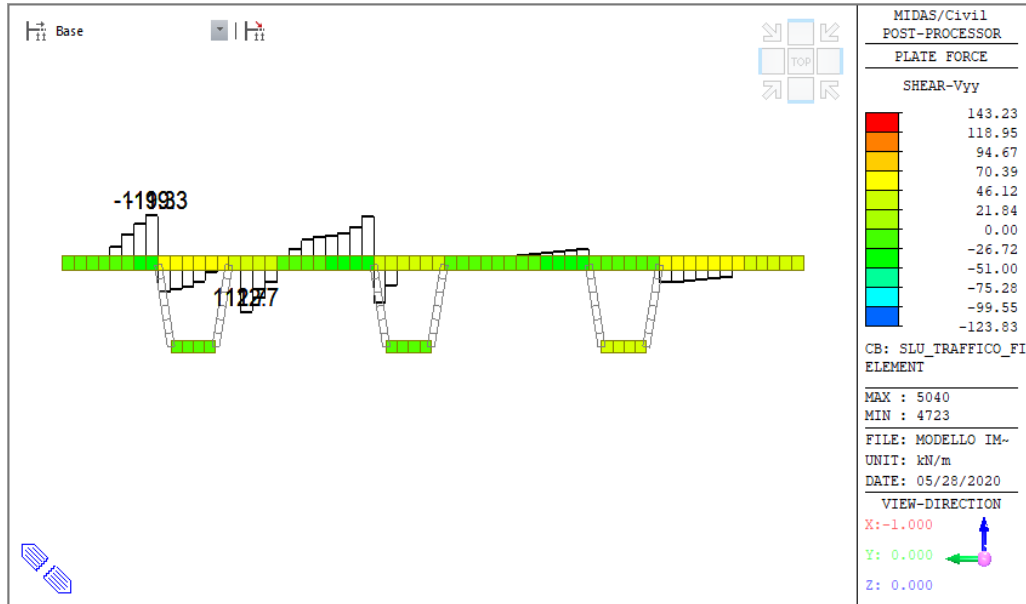 Base
TOP
MIDAS/Civil
POST-PROCESSOR
PLATE FORCE
SHEAR-Vyy
143.23
118.95
94.67
70.39
46.12
21.84
0.00
-26.72
-51.00
-75.28
-99.55
-123.83
CB: SLU_TRAFFICO_FI
ELEMENT
MAX : 5040
MIN : 4723
FILE: MODELLO IM~
UNIT: kN/m
DATE: 05/28/2020
VIEW-DIRECTION
X:-1.000
Y: 0.000
Z: 0.000